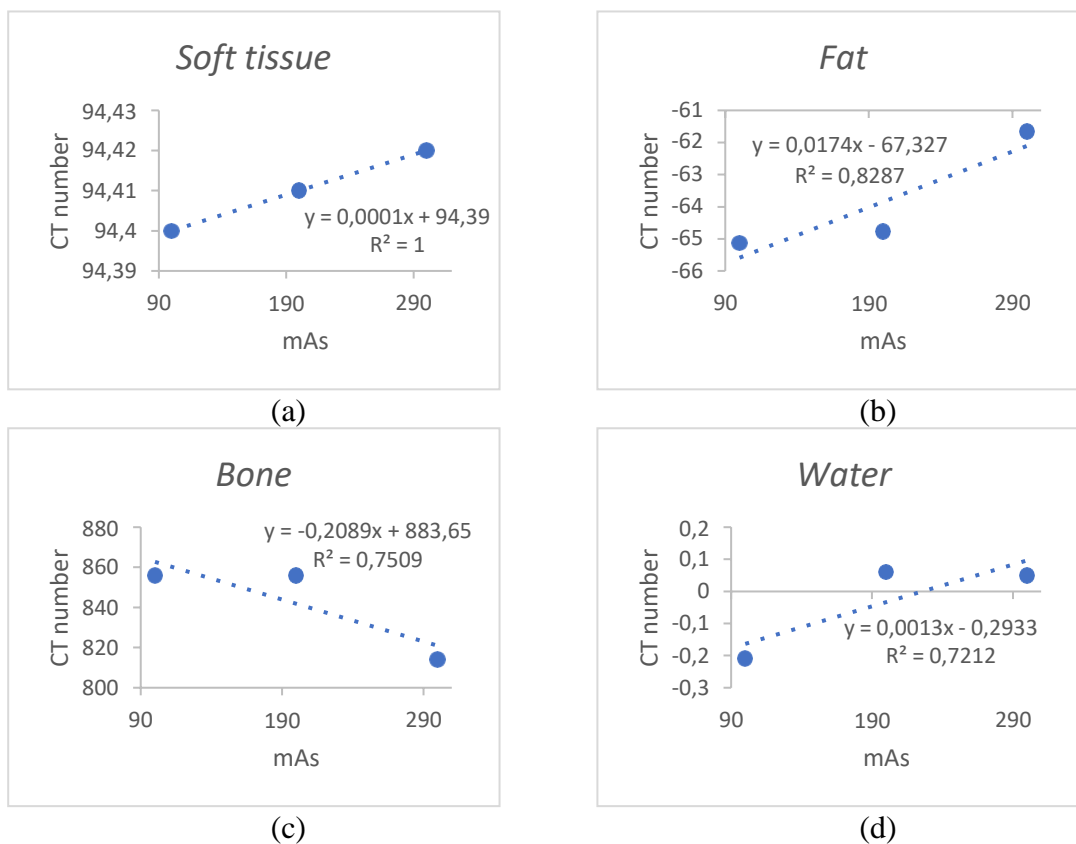 Soft tissue
94,43
94,42
94,41
94,4
94,39
CT number
y = 0,0001x + 94,39
R² = 1
90
190
290
mAs
(a)
Fat
-61
-62
-63
-64
-65
-66
CT number
y = 0,0174x - 67,327
R² = 0,8287
90
190
290
mAs
(b)
Bone
880
860
840
820
800
CT number
y = -0,2089x + 883,65
R² = 0,7509
90
190
290
mAs
(c)
Water
0,2
0,1
0
-0,1
-0,2
-0,3
CT number
y = 0,0013x - 0,2933
R² = 0,7212
90
190
290
mAs
(d)